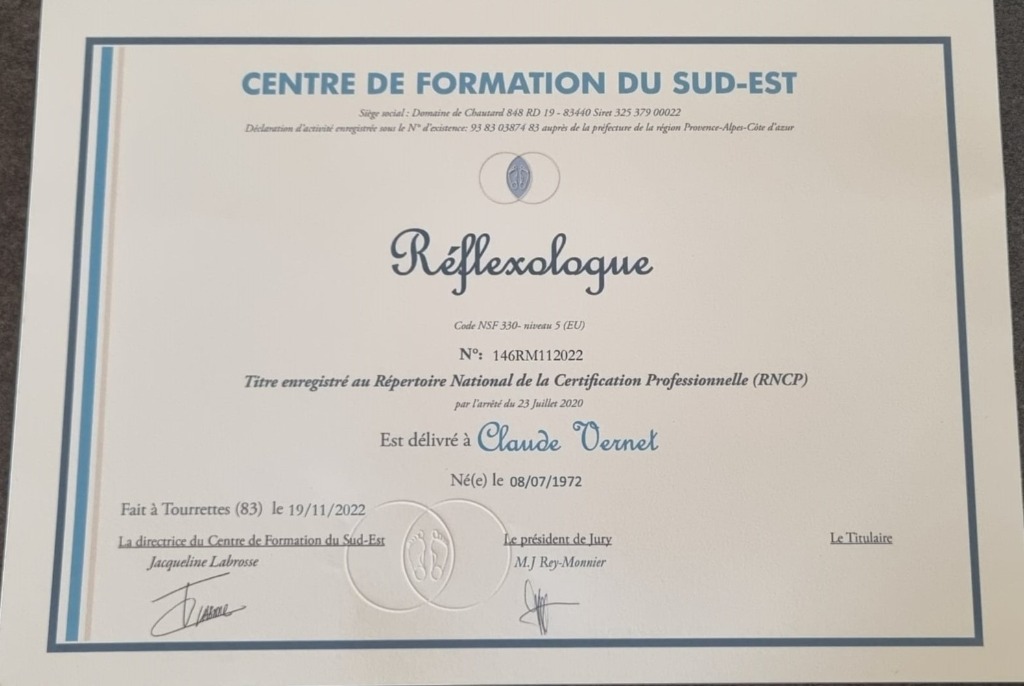 CENTRE DE FORMATION DU SUD-EST
Siège social : Domaine de Chautard 848 RD 19 - 83440 Siret 325 379 00022
Déclaration d'activité enregistrée sous le N° d'existence: 93 83 03874 83 auprès de la préfecture de la région Provence-Alpes-Côte d'azur
Réflexologue
Code NSF 330- niveau 5 (EU)
N°: 146RM112022
Titre enregistré au Répertoire National de la Certification Professionnelle (RNCP)
par l'arrêté du 23 Juillet 2020
Est délivré à Claude Vernet
Né(e) le 08/07/1972
Fait à Tourrettes (83) le 19/11/2022
La directrice du Centre de Formation du Sud-Est
Jacqueline Labrosse
Le président de Jury
M.J Rey-Monnier
Le Titulaire